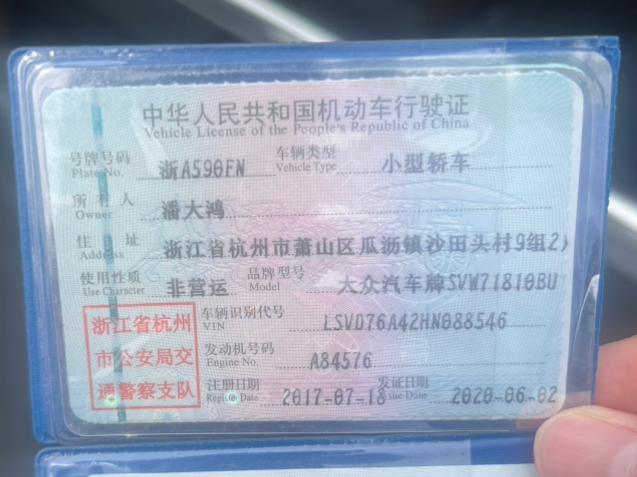 中华人民共和国机动车行驶证
Vehicle License of the People's Republic of China
号牌号码 浙A590FN 车辆类型 小型轿车
Plate No. Vehicle Type
所有人 潘大鸿
Owner
住址 浙江省杭州市萧山区瓜沥镇沙田头村9组2
Address
使用性质 非营运 品牌型号 大众汽车牌SVW71810BU
Use Character Model
浙江省杭州
市公安局交
通警察支队
车辆识别代号 LSVD76A42HN088546
VIN
发动机号码 A84576
Engine No.
注册日期 2017-07-18 发证日期 2020-06-02
Register Date Issue Date